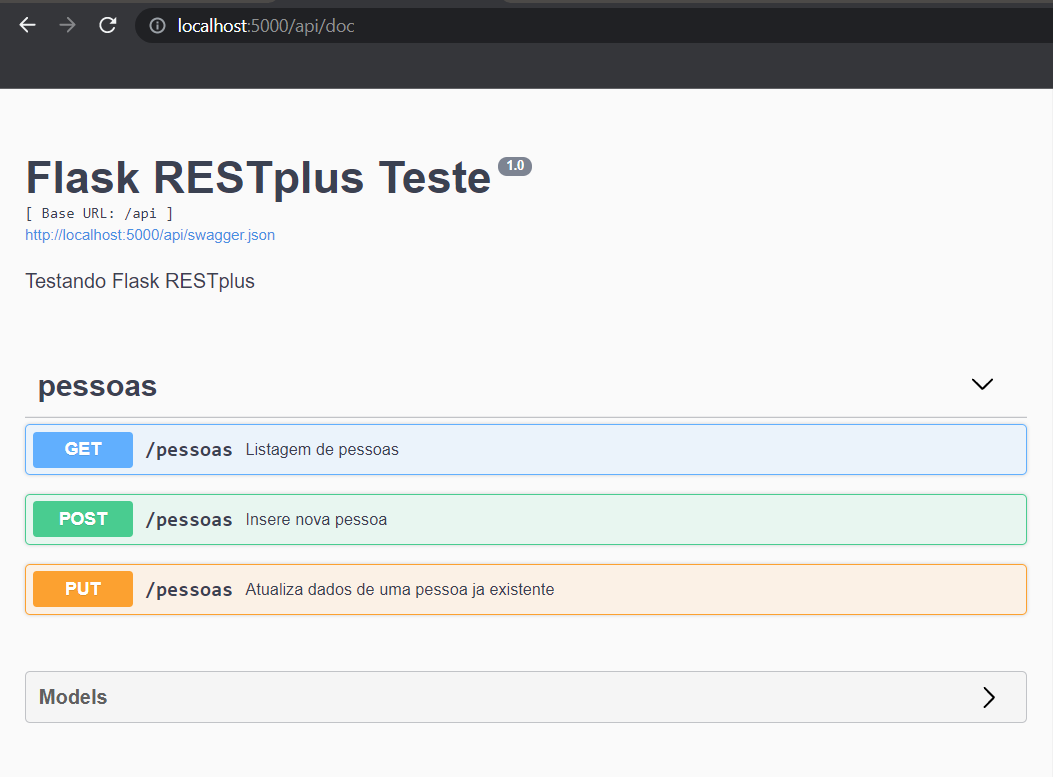 localhost:5000/api/doc
Flask RESTplus Teste 1.0
[ Base URL: /api ]
http://localhost:5000/api/swagger.json
Testando Flask RESTplus
pessoas
GET /pessoas Listagem de pessoas
POST /pessoas Insere nova pessoa
PUT /pessoas Atualiza dados de uma pessoa ja existente
Models